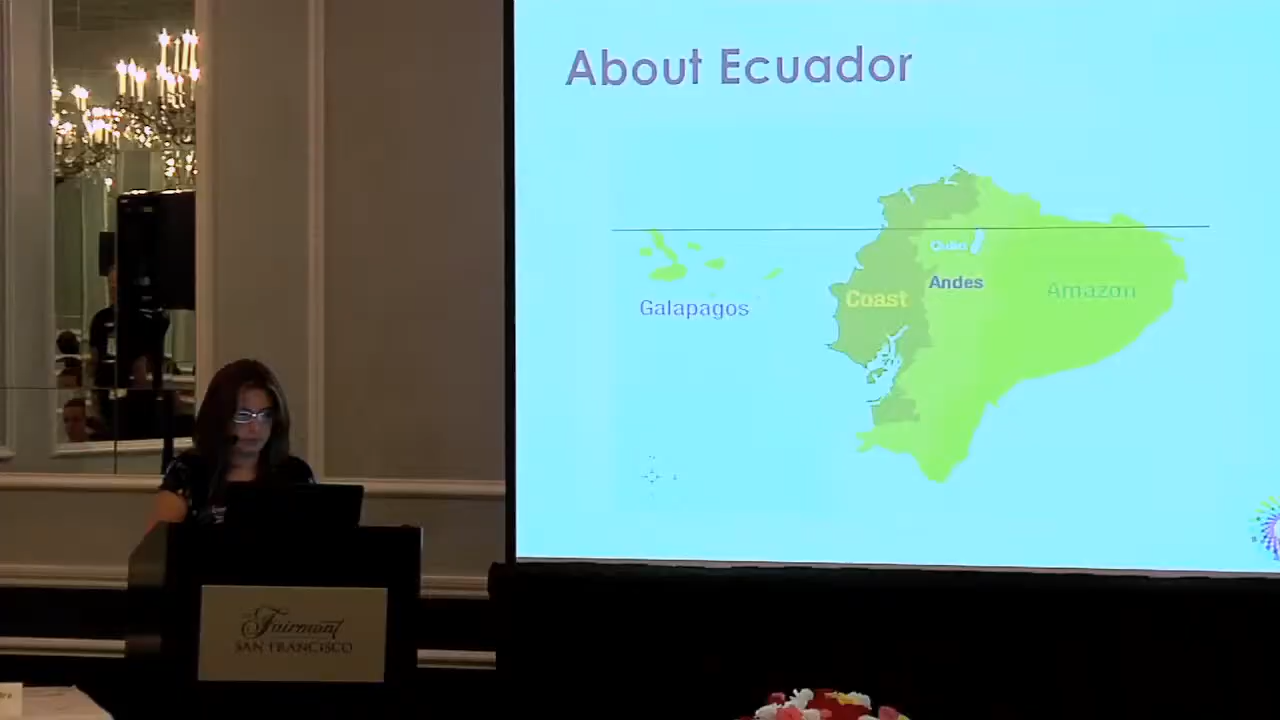 About Ecuador
Quito
Andes
Coast
Amazon
Galapagos
Fairmont
SAN FRANCISCO